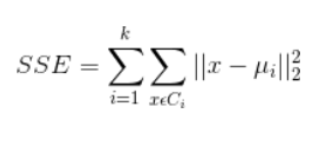 SSE = \sum_{i=1}^{k} \sum_{x \epsilon C_i} ||x - \mu_i||_2^2